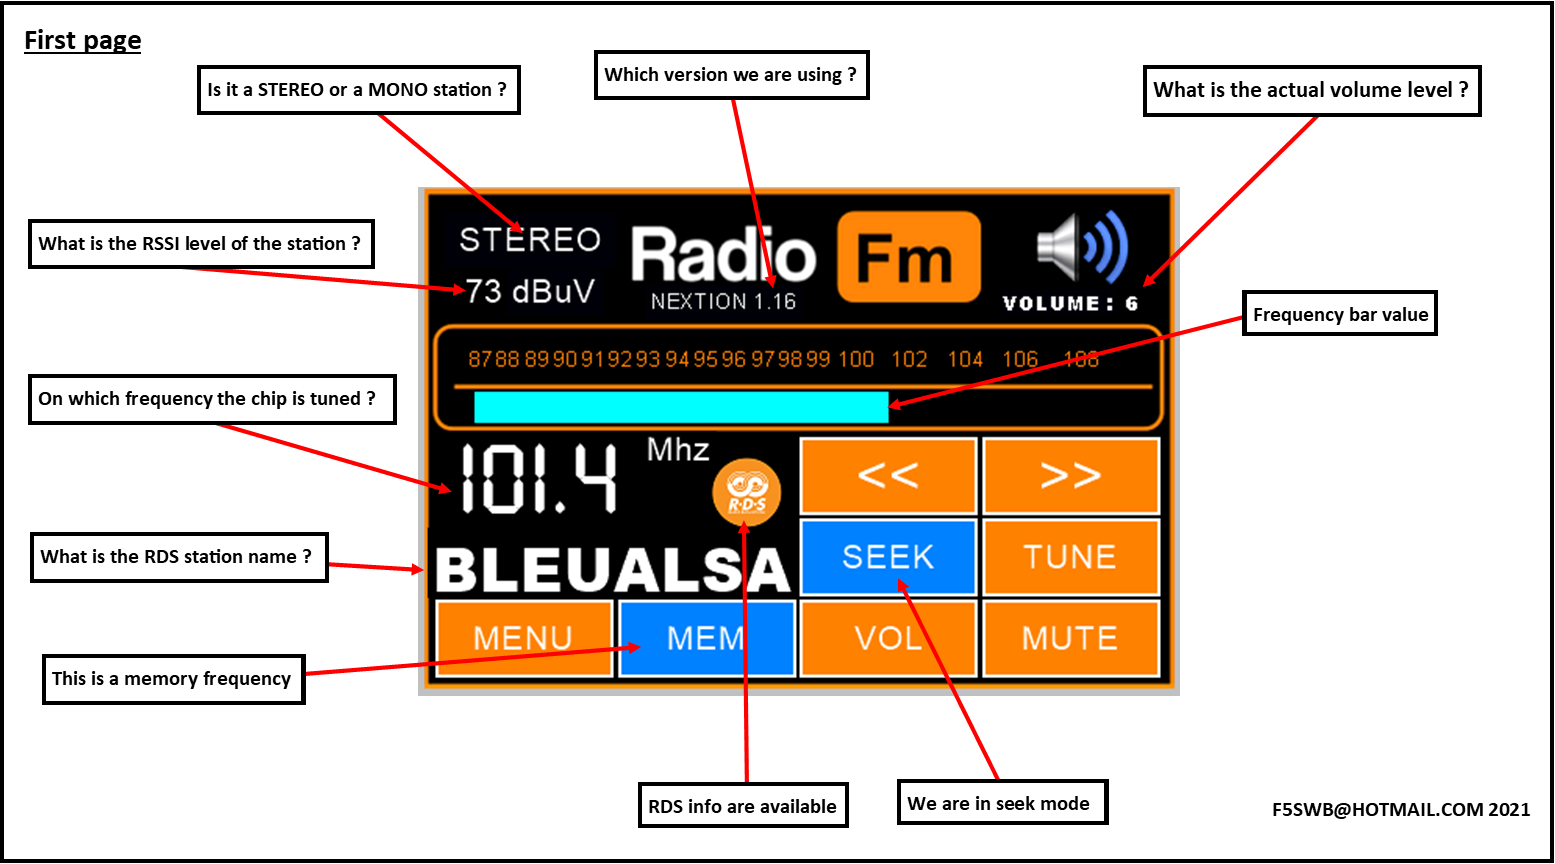 First page
Is it a STEREO or a MONO station ?
Which version we are using ?
What is the actual volume level ?
What is the RSSI level of the station ?
STEREO
73 dBuV
Radio
Fm
NEXTION 1.16
VOLUME : 6
Frequency bar value
87 88 89 90 91 92 93 94 95 96 97 98 99 100 102 104 106 108
On which frequency the chip is tuned ?
101.4
Mhz
R·D·S
<<
>>
What is the RDS station name ?
BLEUALSA
SEEK
TUNE
MENU
MEM
VOL
MUTE
This is a memory frequency
RDS info are available
We are in seek mode
F5SWB@HOTMAIL.COM 2021